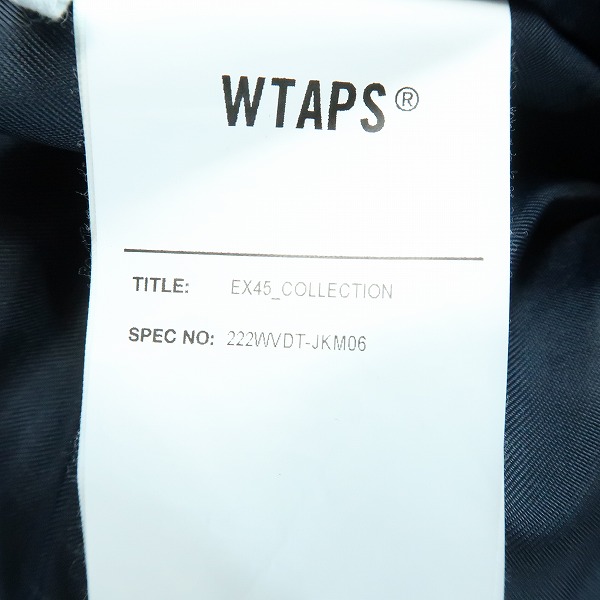 WTAPS®
TITLE: EX45_COLLECTION
SPEC NO: 222WVDT-JKM06